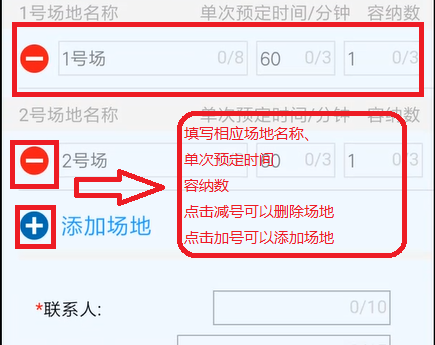 1号场地名称 单次预定时间/分钟 容纳数
1号场 0/8 60 0/3 1 0/3
2号场地名称 单次预定时间/分钟 容纳数
2号场 0 0/3 1 0/3
填写相应场地名称、
单次预定时间
容纳数
点击减号可以删除场地
点击加号可以添加场地
添加场地
*联系人: 0/10